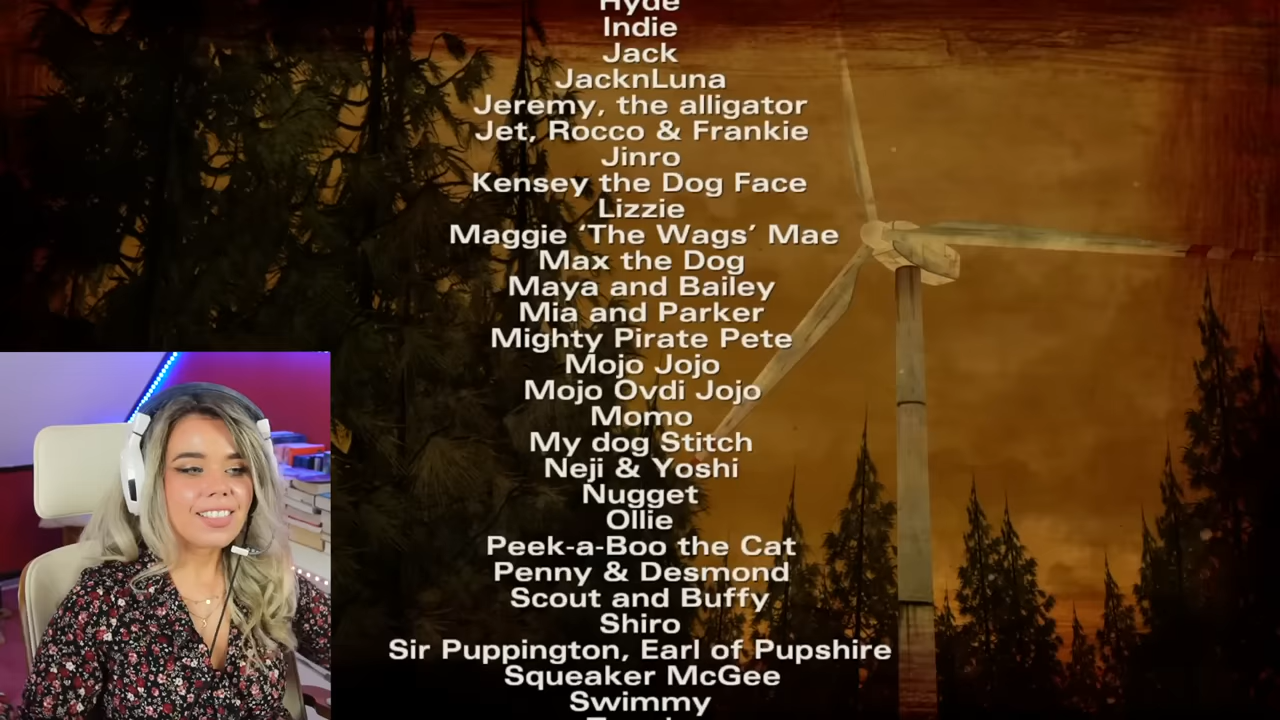 Hyde
Indie
Jack
JacknLuna
Jeremy, the alligator
Jet, Rocco & Frankie
Jinro
Kensey the Dog Face
Lizzie
Maggie ‘The Wags’ Mae
Max the Dog
Maya and Bailey
Mia and Parker
Mighty Pirate Pete
Mojo Jojo
Mojo Ovdi Jojo
Momo
My dog Stitch
Neji & Yoshi
Nugget
Ollie
Peek-a-Boo the Cat
Penny & Desmond
Scout and Buffy
Shiro
Sir Puppington, Earl of Pupshire
Squeaker McGee
Swimmy